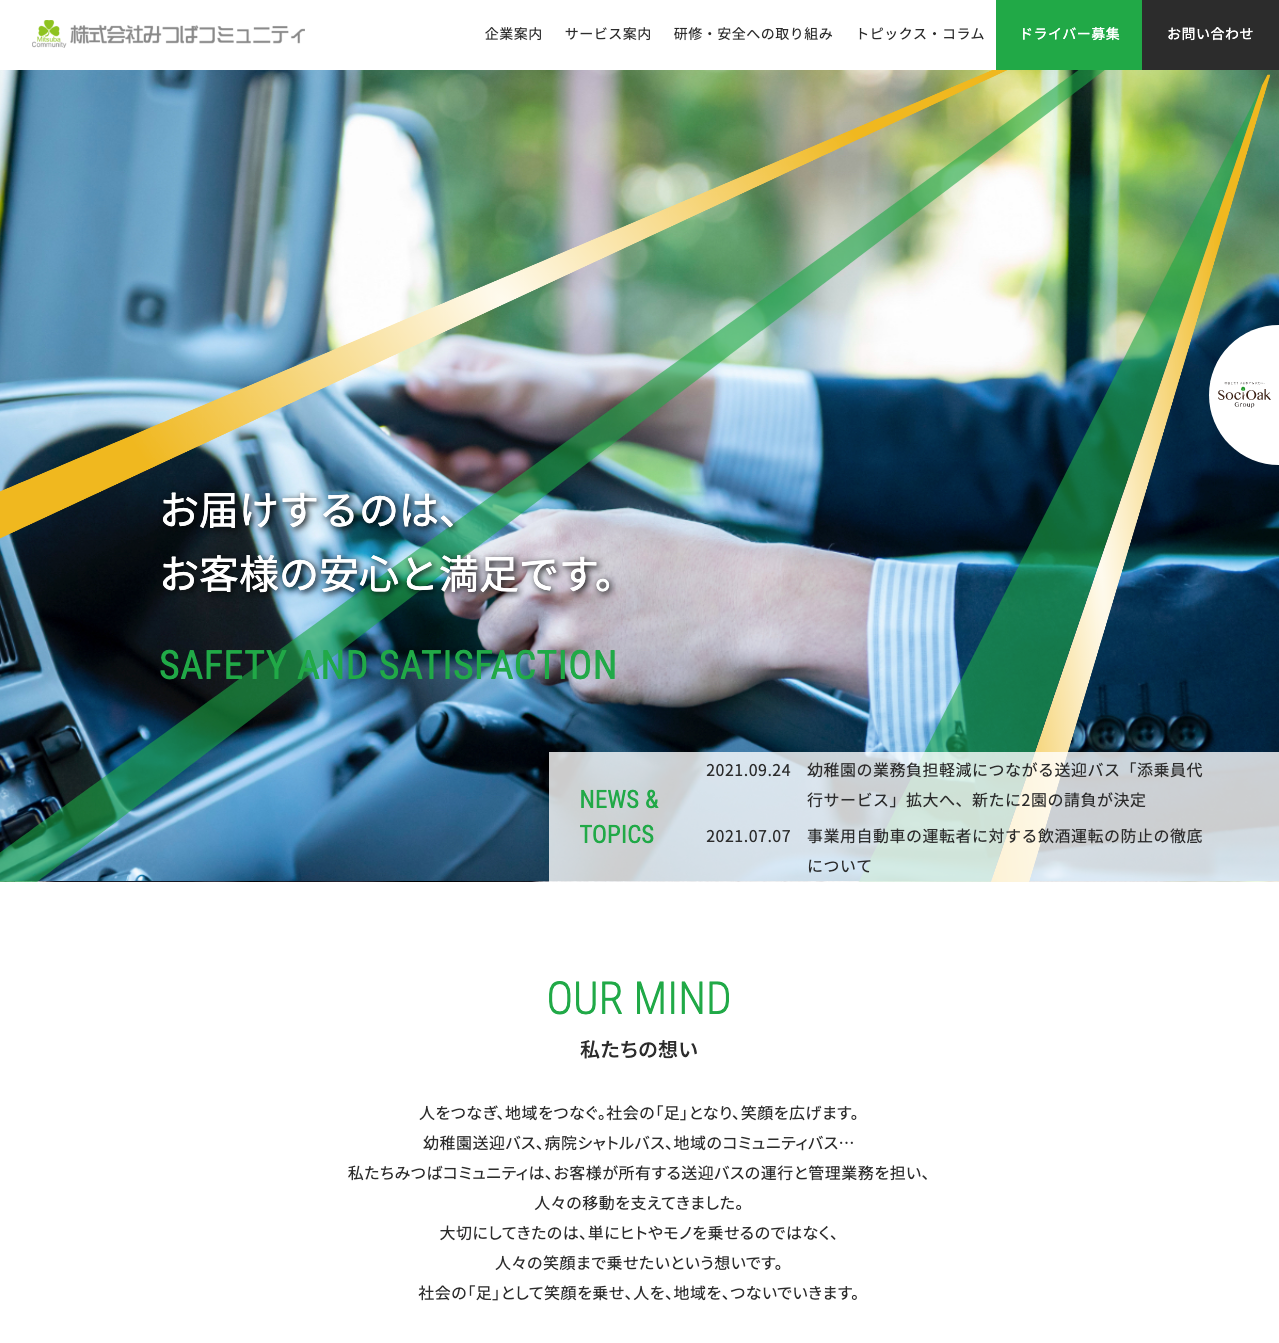 Mitsuba
Community
株式会社みつばコミュニティ
企業案内
サービス案内
研修・安全への取り組み
トピックス・コラム
ドライバー募集
お問い合わせ
SociOak
Group
お届けするのは、
お客様の安心と満足です。
SAFETY AND SATISFACTION
NEWS &
TOPICS
2021.09.24 幼稚園の業務負担軽減につながる送迎バス「添乗員代
行サービス」拡大へ、新たに2園の請負が決定
2021.07.07 事業用自動車の運転者に対する飲酒運転の防止の徹底
について
OUR MIND
私たちの想い
人をつなぎ、地域をつなぐ。社会の「足」となり、笑顔を広げます。
幼稚園送迎バス、病院シャトルバス、地域のコミュニティバス…
私たちみつばコミュニティは、お客様が所有する送迎バスの運行と管理業務を担い、
人々の移動を支えてきました。
大切にしてきたのは、単にヒトやモノを乗せるのではなく、
人々の笑顔まで乗せたいという想いです。
社会の「足」として笑顔を乗せ、人を、地域を、つないでいきます。